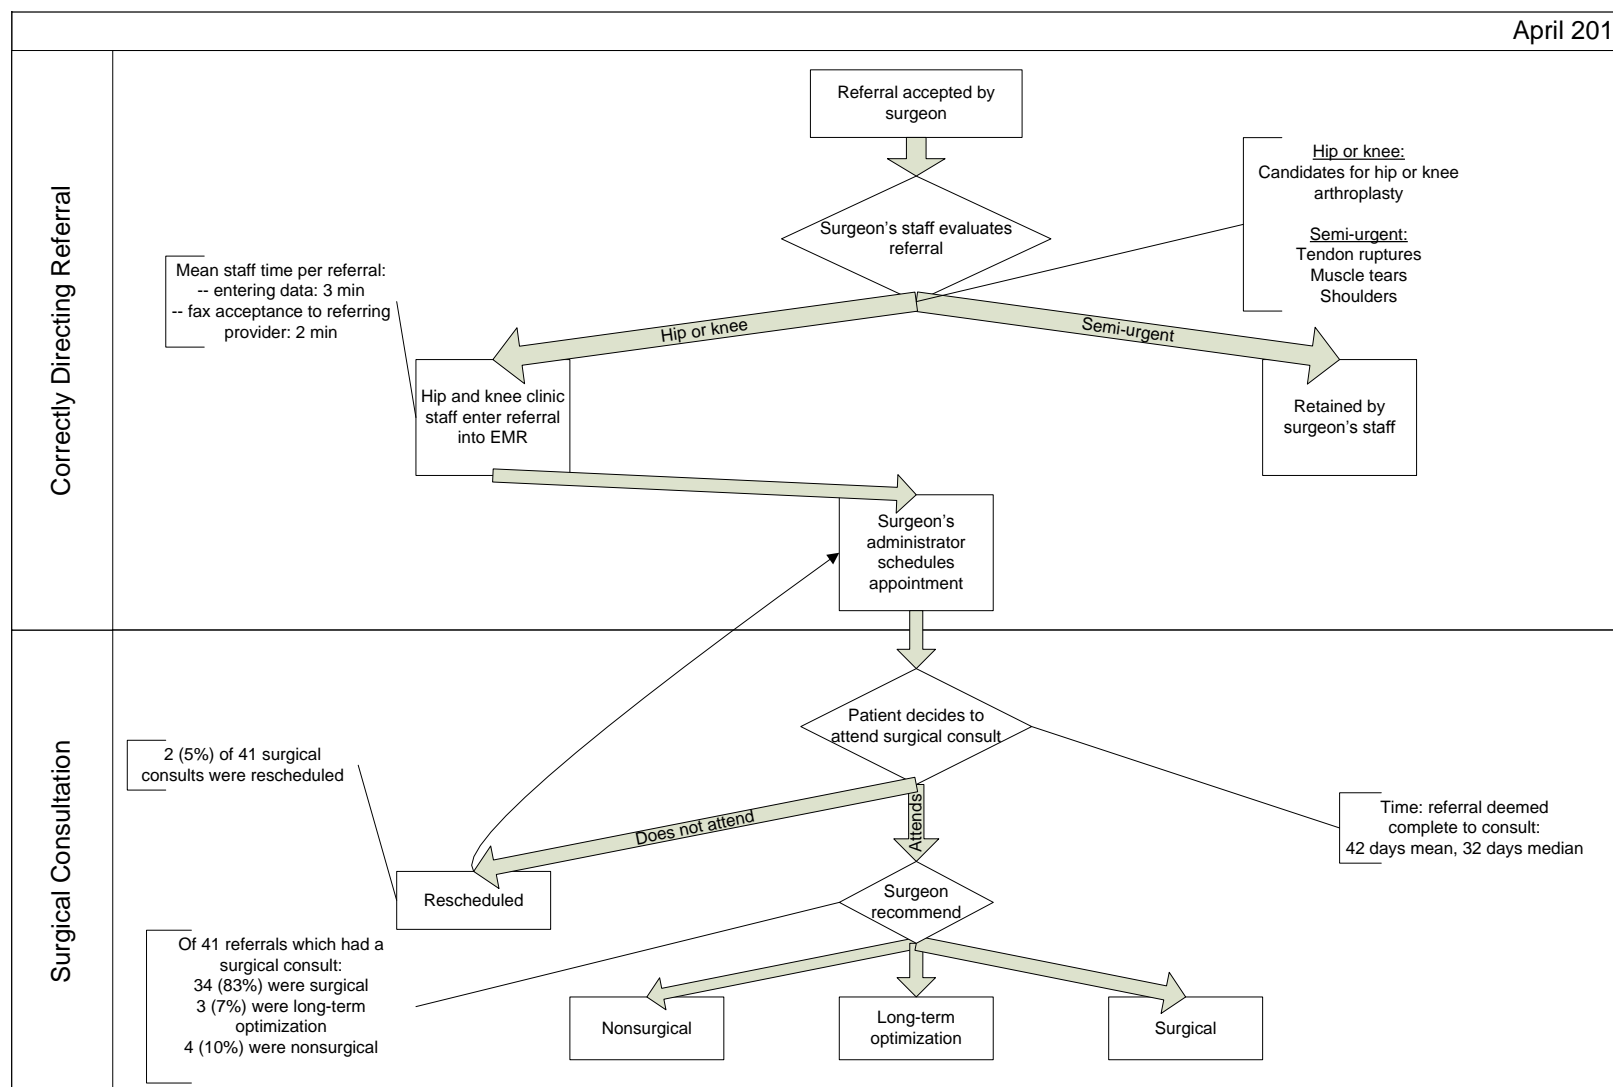 April 201
Correctly Directing Referral
Referral accepted by
surgeon
Hip or knee:
Candidates for hip or knee
arthroplasty
Semi-urgent:
Tendon ruptures
Muscle tears
Shoulders
Surgeon's staff evaluates
referral
Mean staff time per referral:
-- entering data: 3 min
-- fax acceptance to referring
provider: 2 min
Hip or knee
Semi-urgent
Hip and knee clinic
staff enter referral
into EMR
Retained by
surgeon's staff
Surgeon's
administrator
schedules
appointment
Surgical Consultation
Patient decides to
attend surgical consult
2 (5%) of 41 surgical
consults were rescheduled
Does not attend
Attends
Time: referral deemed
complete to consult:
42 days mean, 32 days median
Rescheduled
Surgeon
recommend
Of 41 referrals which had a
surgical consult:
34 (83%) were surgical
3 (7%) were long-term
optimization
4 (10%) were nonsurgical
Nonsurgical
Long-term
optimization
Surgical